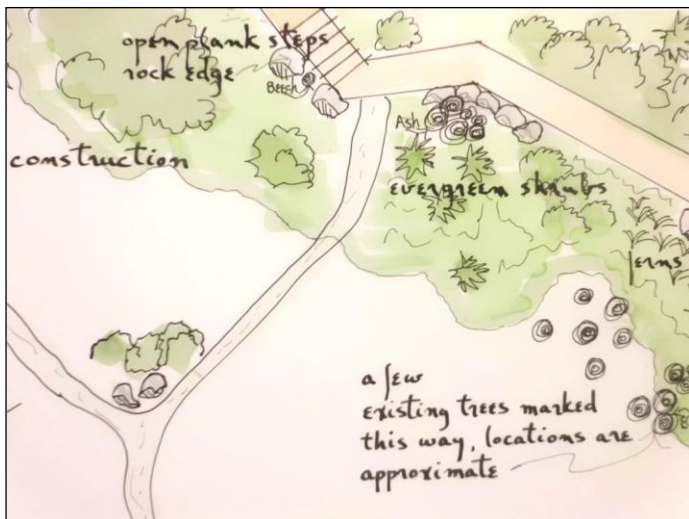 open plank steps
rock edge
Beech
Ash
construction
evergreen shrubs
ferns
a few
existing trees marked
this way, locations are
approximate